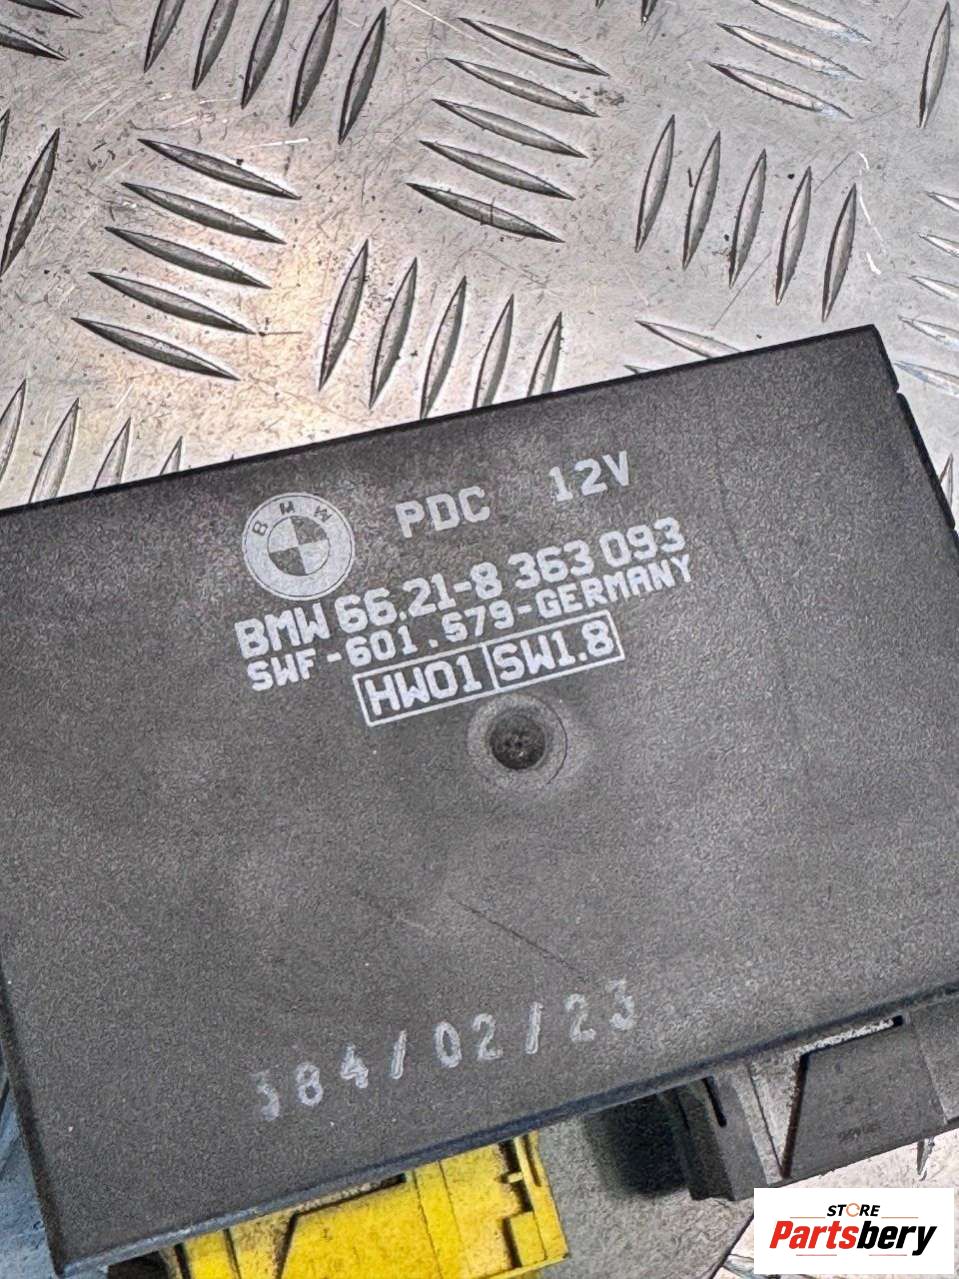 BMW
PDC 12V
BMW 66.21-8 363 093
SWF-601.579-GERMANY
HW01 SW1.8
384/02/23
STORE
Partsbery